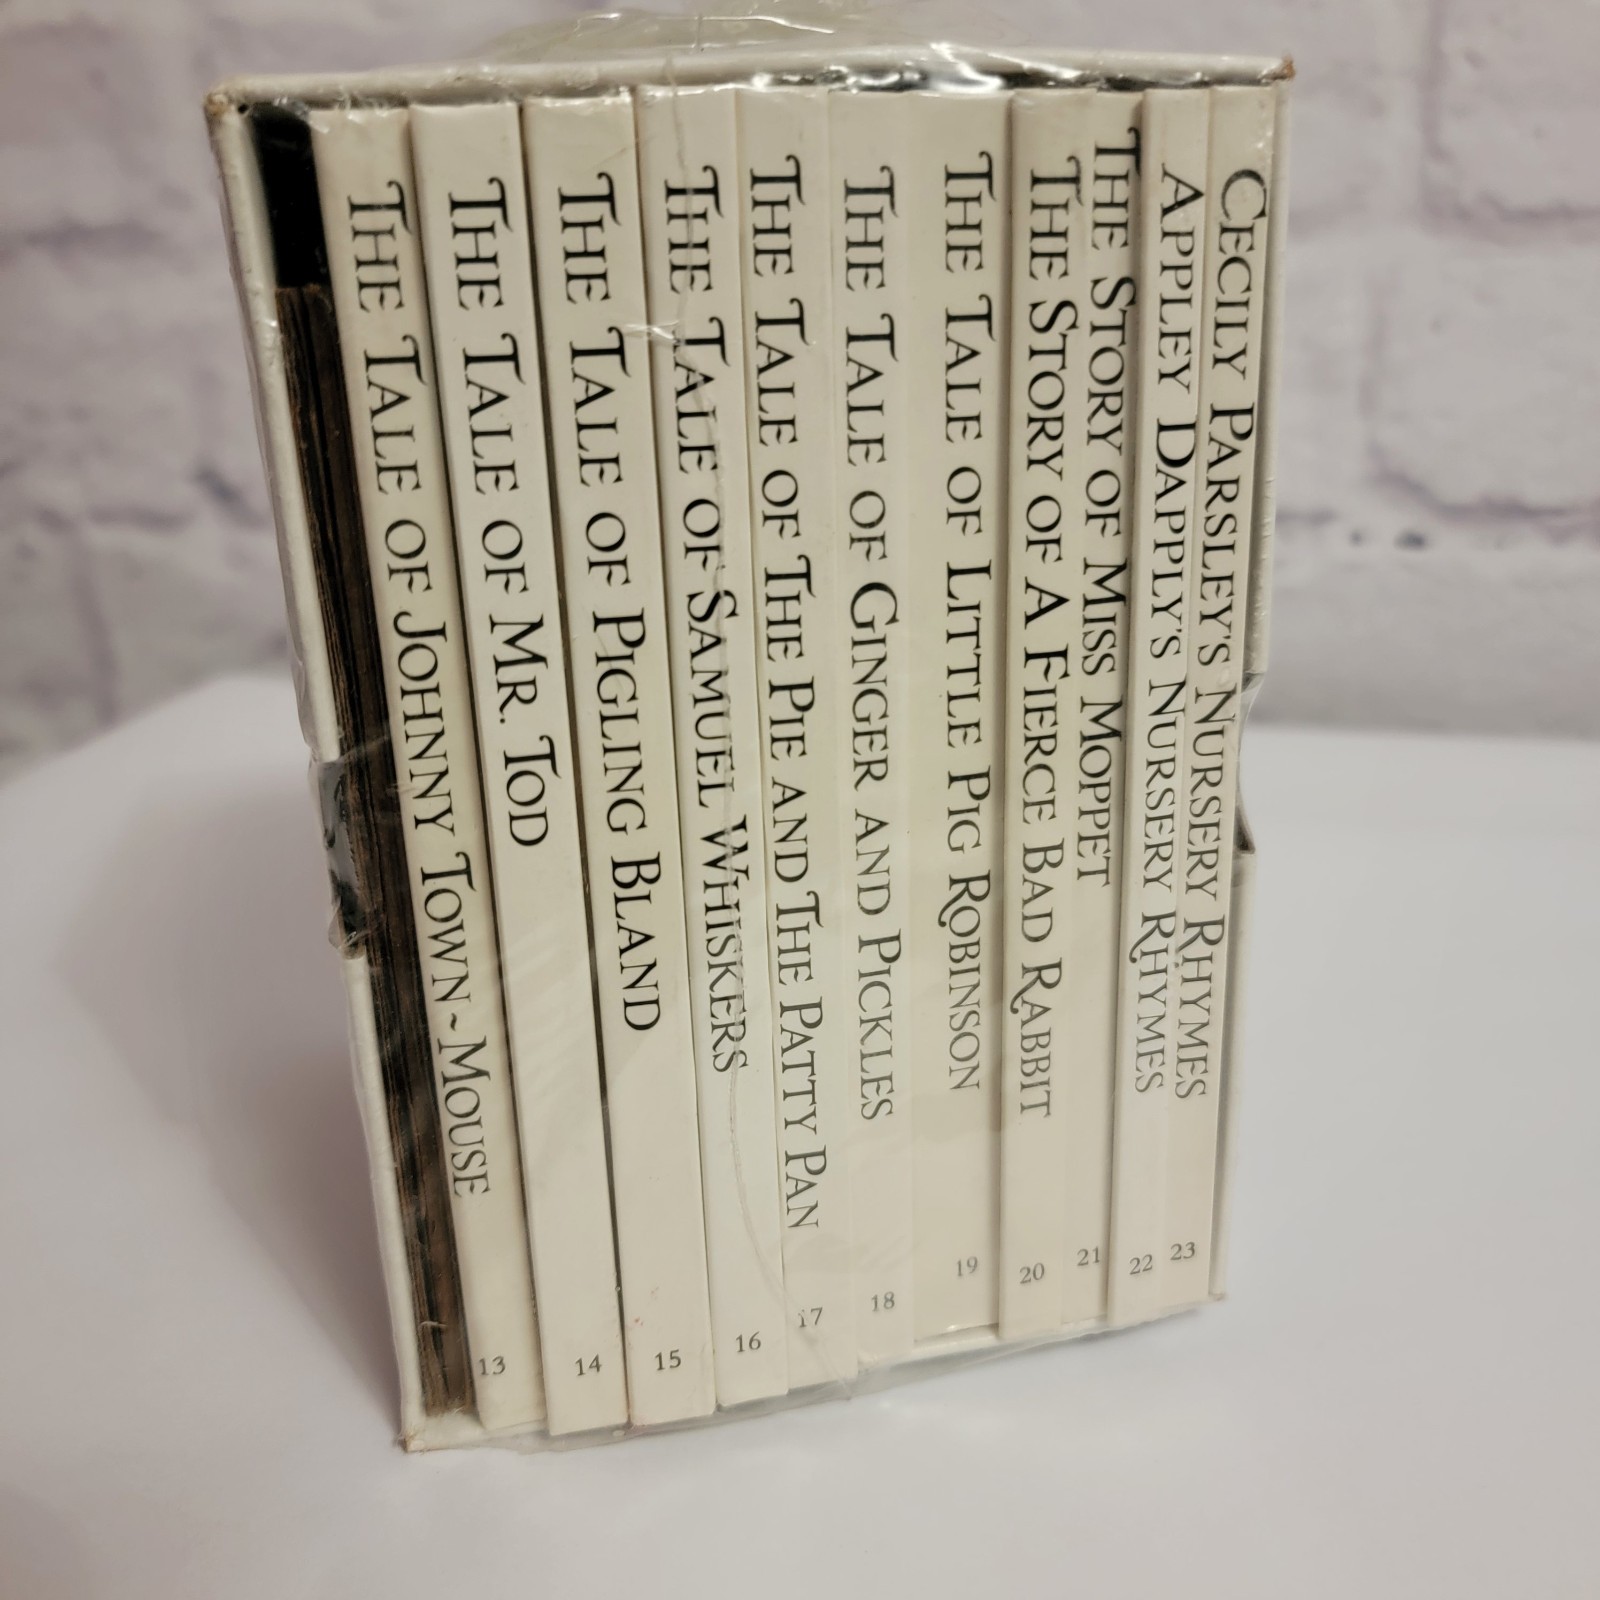 The Tale of Johnny Town~Mouse
13
The Tale of Mr. Tod
14
The Tale of Pigling Bland
15
The Tale of Samuel Whiskers
16
The Tale of The Pie and The Patty Pan
17
The Tale of Ginger and Pickles
18
The Tale of Little Pig Robinson
19
The Story of A Fierce Bad Rabbit
20
The Story of Miss Moppet
21
Appley Dapply's Nursery Rhymes
22
Cecily Parsley's Nursery Rhymes
23